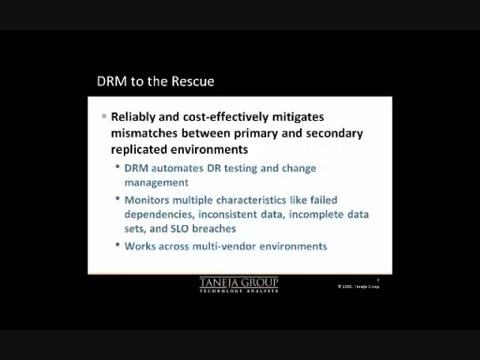 DRM to the Rescue
Reliably and cost-effectively mitigates
mismatches between primary and secondary
replicated environments
DRM automates DR testing and change
management
Monitors multiple characteristics like failed
dependencies, inconsistent data, incomplete data
sets, and SLO breaches
Works across multi-vendor environments
TANEJA GROUP
TECHNOLOGY ANALYSTS
Taneja Group